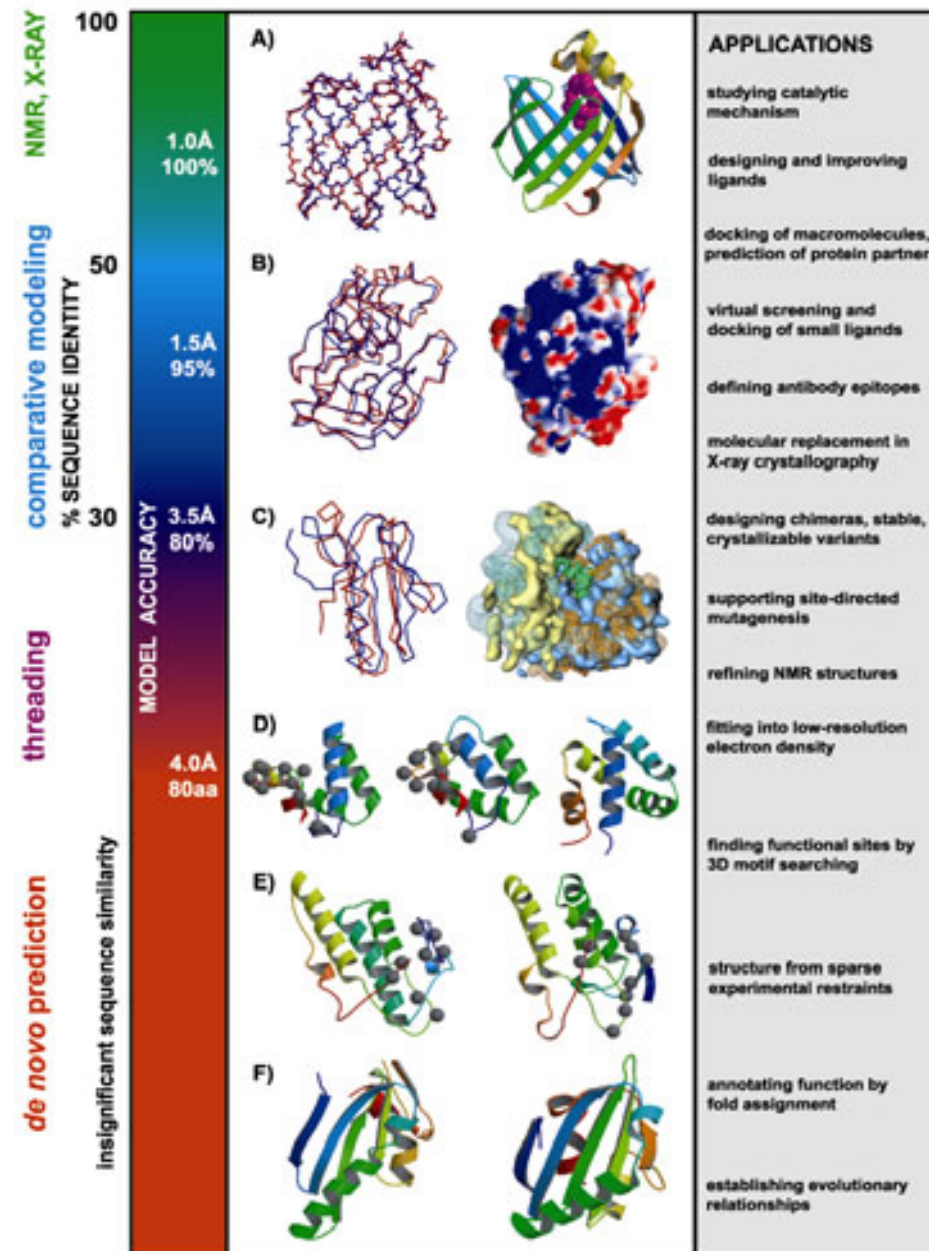 NMR, X-RAY
comparative modeling
threading
de novo prediction
100
50
% SEQUENCE IDENTITY
30
insignificant sequence similarity
MODEL ACCURACY
1.0Å
100%
1.5Å
95%
3.5Å
80%
4.0Å
80aa
A)
B)
C)
D)
E)
F)
APPLICATIONS
studying catalytic
mechanism
designing and improving
ligands
docking of macromolecules,
prediction of protein partner
virtual screening and
docking of small ligands
defining antibody epitopes
molecular replacement in
X-ray crystallography
designing chimeras, stable,
crystallizable variants
supporting site-directed
mutagenesis
refining NMR structures
fitting into low-resolution
electron density
finding functional sites by
3D motif searching
structure from sparse
experimental restraints
annotating function by
fold assignment
establishing evolutionary
relationships